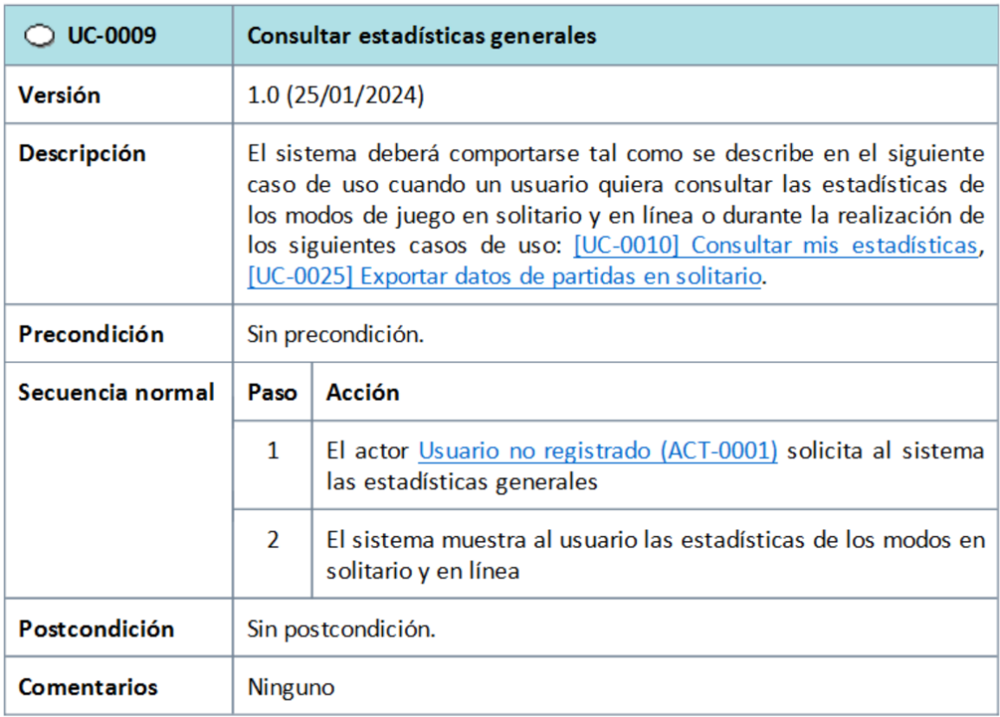 UC-0009 Consultar estadísticas generales
Versión 1.0 (25/01/2024)
Descripción El sistema deberá comportarse tal como se describe en el siguiente
caso de uso cuando un usuario quiera consultar las estadísticas de
los modos de juego en solitario y en línea o durante la realización de
los siguientes casos de uso: [UC-0010] Consultar mis estadísticas,
[UC-0025] Exportar datos de partidas en solitario.
Precondición Sin precondición.
Secuencia normal Paso Acción
1 El actor Usuario no registrado (ACT-0001) solicita al sistema
las estadísticas generales
2 El sistema muestra al usuario las estadísticas de los modos en
solitario y en línea
Postcondición Sin postcondición.
Comentarios Ninguno